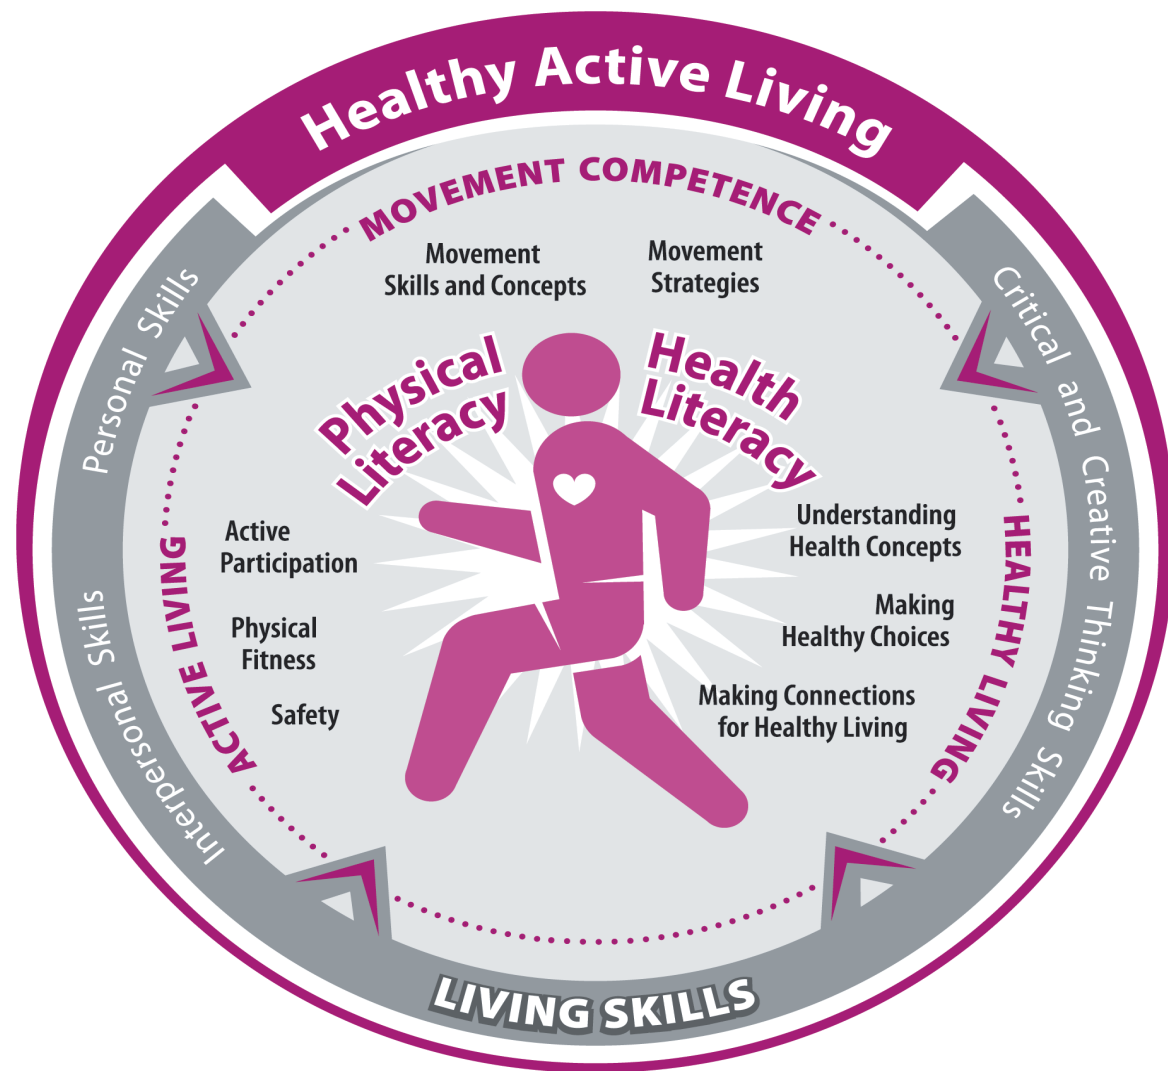 Healthy Active Living
MOVEMENT COMPETENCE
Movement
Skills and Concepts
Movement
Strategies
Physical
Literacy
Health
Literacy
Personal Skills
Interpersonal Skills
Critical and Creative Thinking Skills
ACTIVE LIVING
Active
Participation
Physical
Fitness
Safety
HEALTHY LIVING
Understanding
Health Concepts
Making
Healthy Choices
Making Connections
for Healthy Living
LIVING SKILLS